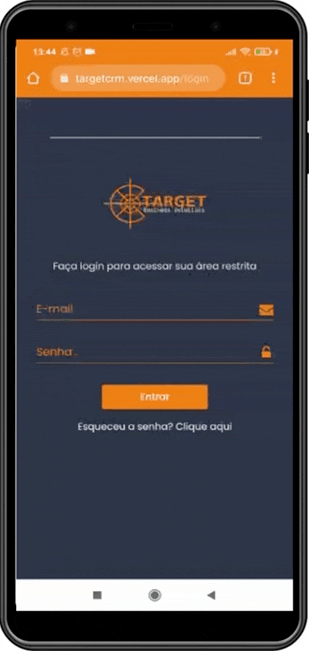 13:44
targetcrm.vercel.app/login
TARGET
Business Solutions
Faça login para acessar sua área restrita
E-mail
Senha..
Entrar
Esqueceu a senha? Clique aqui